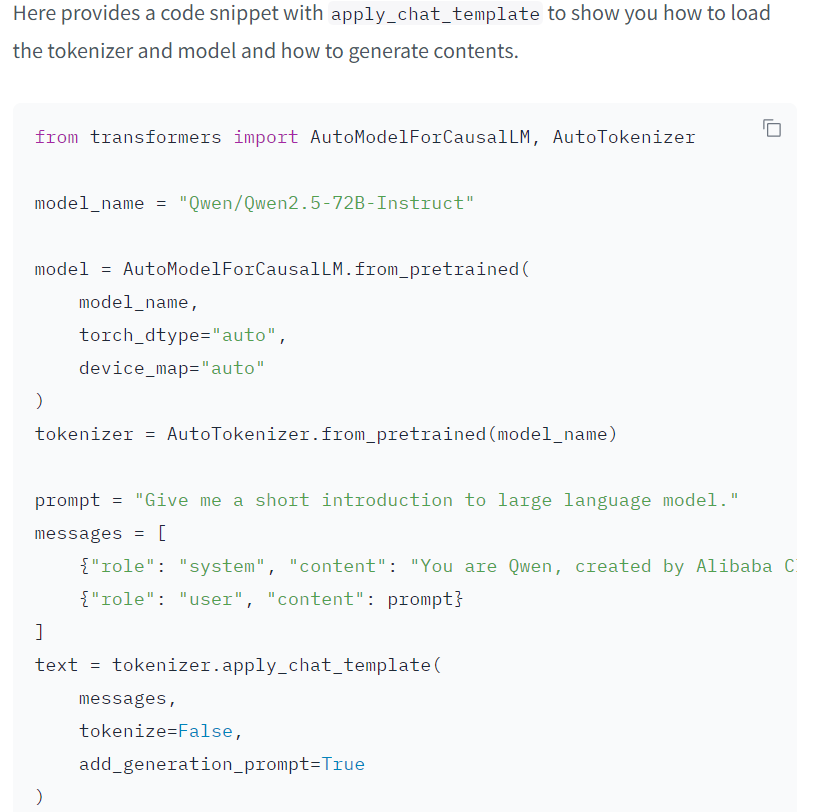 Here provides a code snippet with apply_chat_template to show you how to load
the tokenizer and model and how to generate contents.
from transformers import AutoModelForCausalLM, AutoTokenizer
model_name = "Qwen/Qwen2.5-72B-Instruct"
model = AutoModelForCausalLM.from_pretrained(
    model_name,
    torch_dtype="auto",
    device_map="auto"
)
tokenizer = AutoTokenizer.from_pretrained(model_name)
prompt = "Give me a short introduction to large language model."
messages = [
    {"role": "system", "content": "You are Qwen, created by Alibaba C
    {"role": "user", "content": prompt}
]
text = tokenizer.apply_chat_template(
    messages,
    tokenize=False,
    add_generation_prompt=True
)